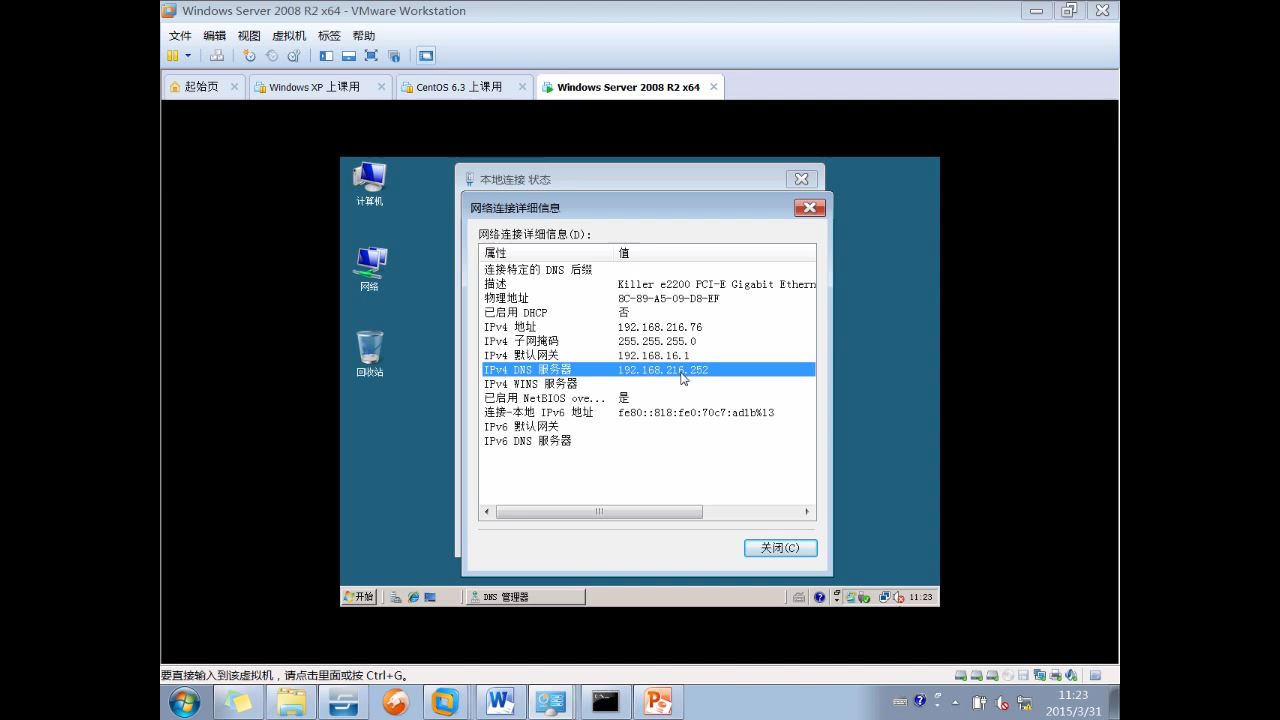 Windows Server 2008 R2 x64 - VMware Workstation
文件 编辑 视图 虚拟机 标签 帮助
起始页 Windows XP 上课用 CentOS 6.3 上课用 Windows Server 2008 R2 x64
计算机
网络
回收站
本地连接 状态
网络连接详细信息
网络连接详细信息(D):
属性 值
连接特定的 DNS 后缀
描述 Killer e2200 PCI-E Gigabit Ethern
物理地址 8C-89-A5-09-D8-EF
已启用 DHCP 否
IPv4 地址 192.168.216.76
IPv4 子网掩码 255.255.255.0
IPv4 默认网关 192.168.16.1
IPv4 DNS 服务器 192.168.216.252
IPv4 WINS 服务器
已启用 NetBIOS ove... 是
连接-本地 IPv6 地址 fe80::818:fe0:70c7:ad1b%13
IPv6 默认网关
IPv6 DNS 服务器
关闭(C)
开始 DNS 管理器 11:23
要直接输入到该虚拟机，请点击里面或按 Ctrl+G。
11:23
2015/3/31